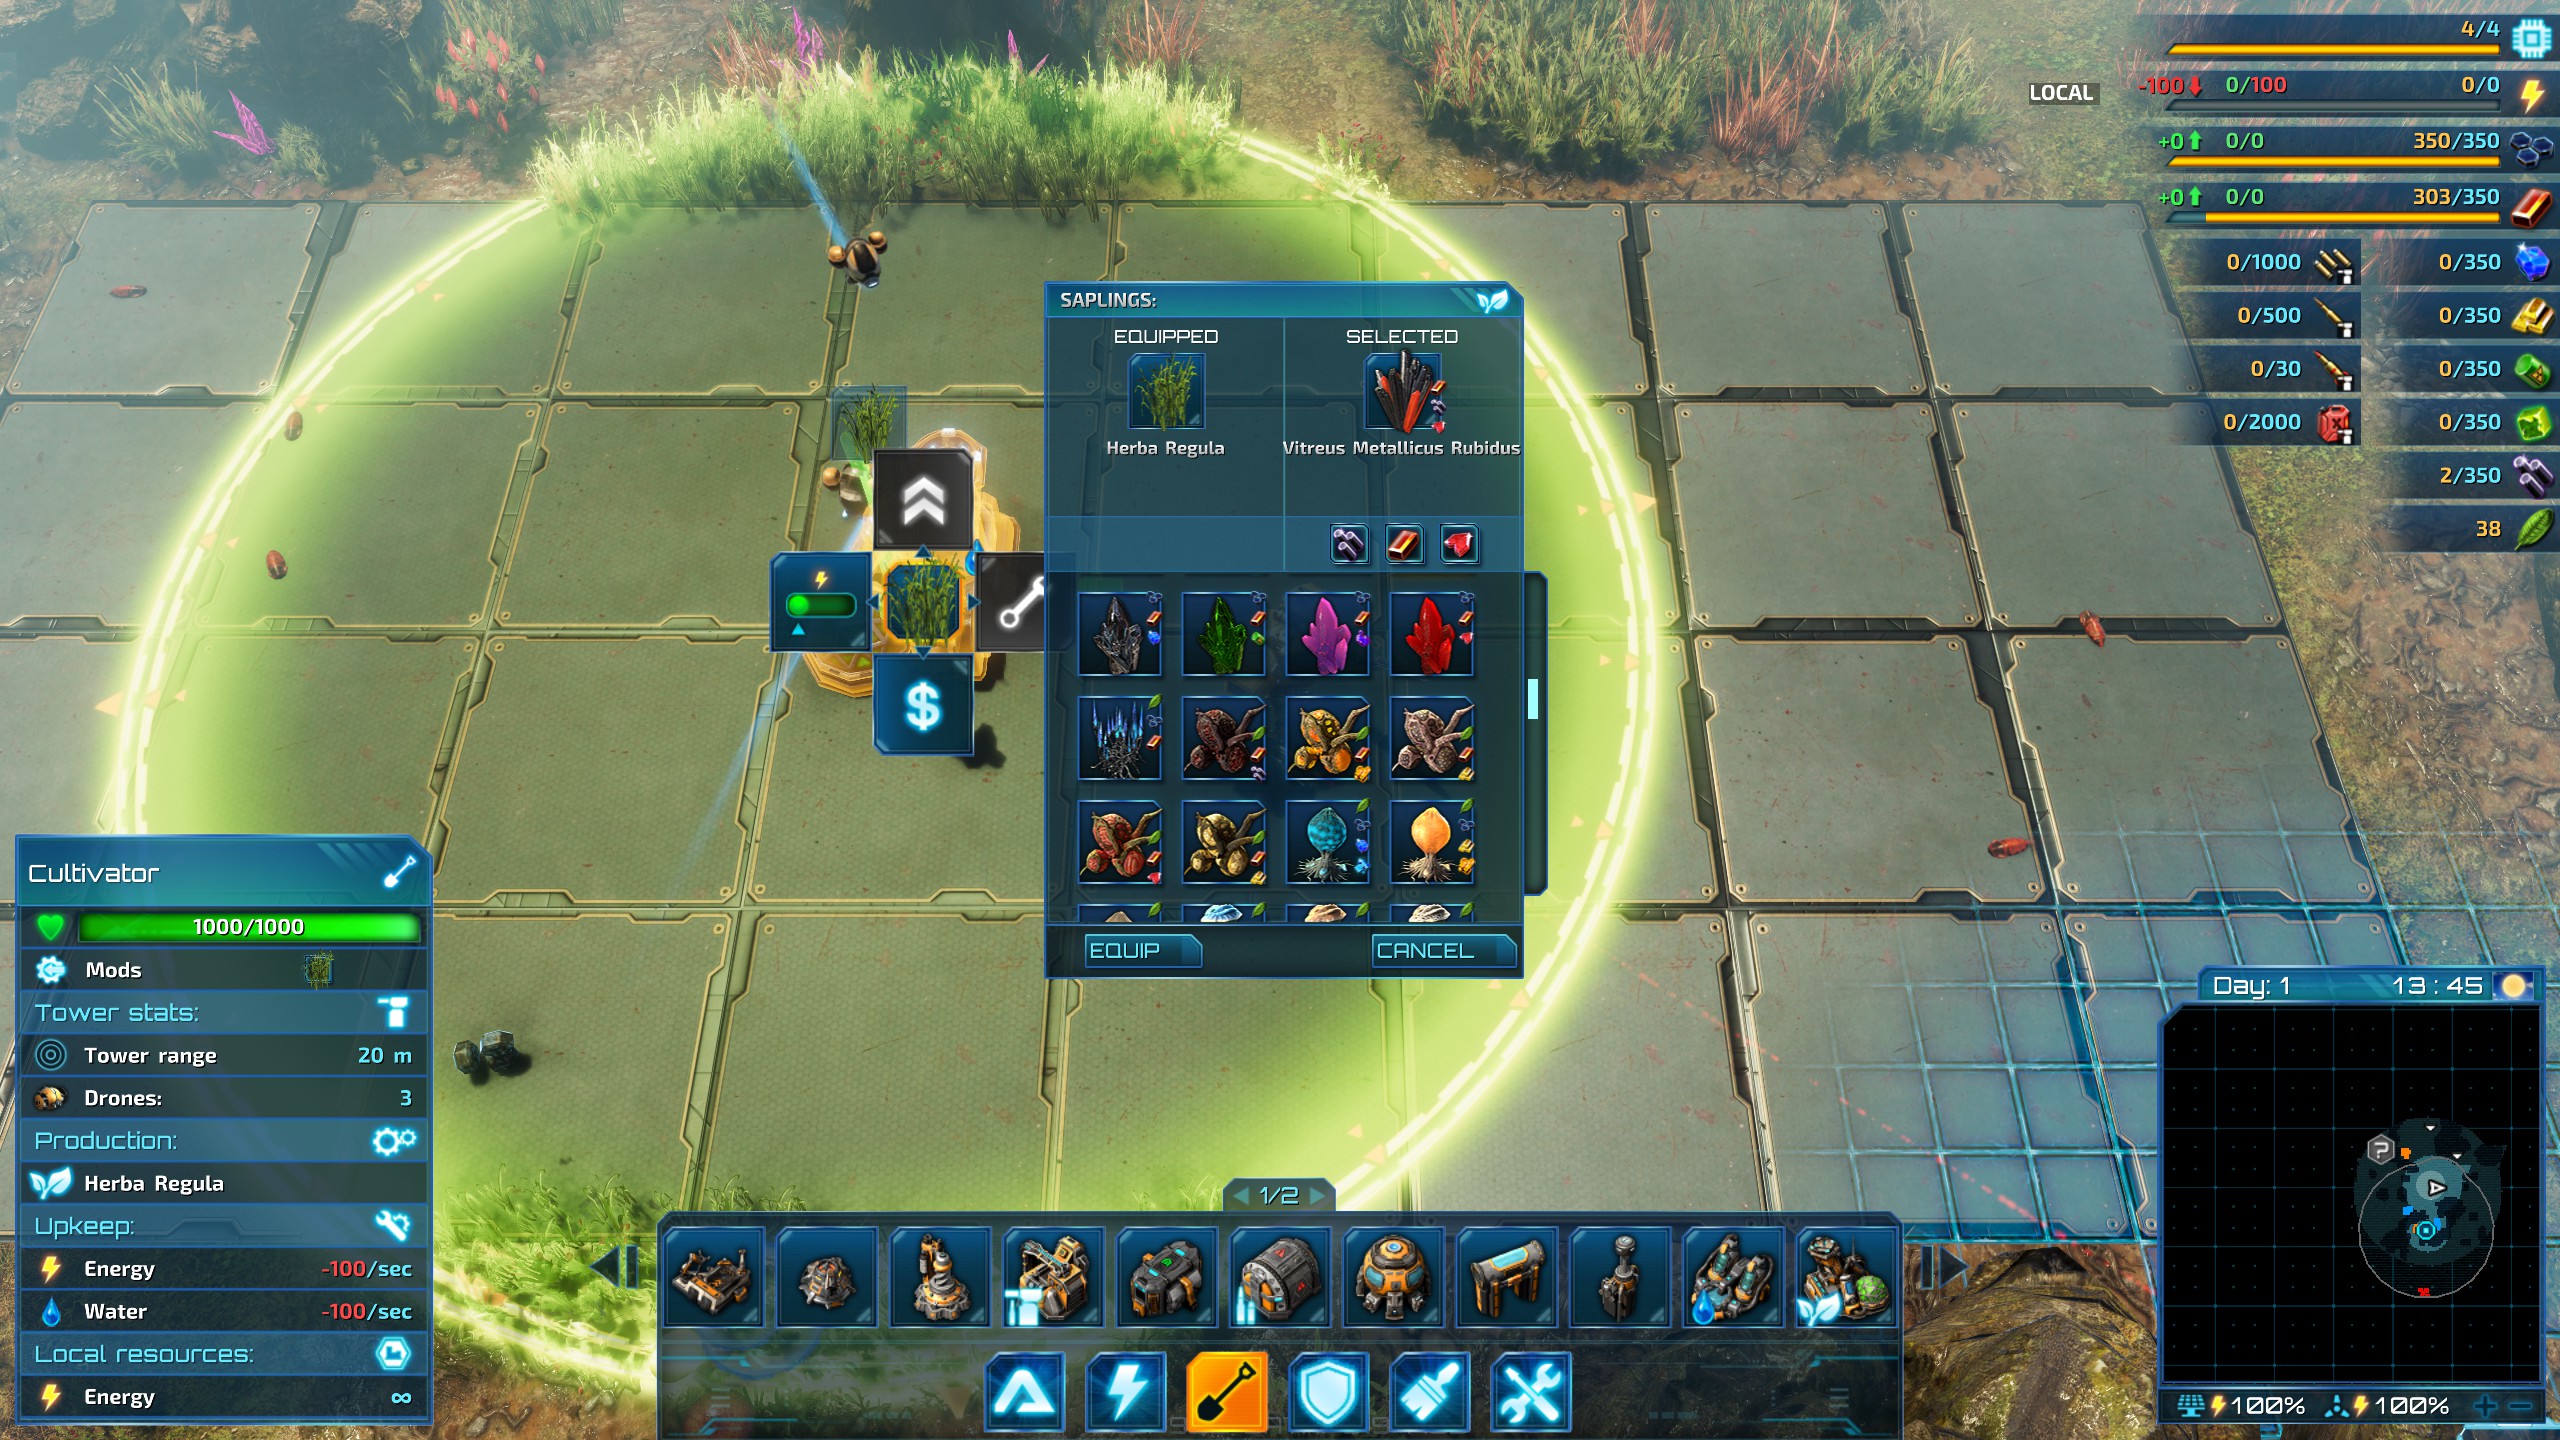 4/4
LOCAL
-100 0/100 0/0
+0 0/0 350/350
+0 0/0 303/350
0/1000 0/350
0/500 0/350
0/30 0/350
0/2000 0/350
2/350
38
SAPLINGS:
EQUIPPED SELECTED
Herba Regula Vitreus Metallicus Rubidus
$
EQUIP CANCEL
Cultivator
1000/1000
Mods
Tower stats:
Tower range 20 m
Drones: 3
Production:
Herba Regula
Upkeep:
Energy -100/sec
Water -100/sec
Local resources:
Energy ∞
1/2
Day: 1 13:45
?
100% 100%